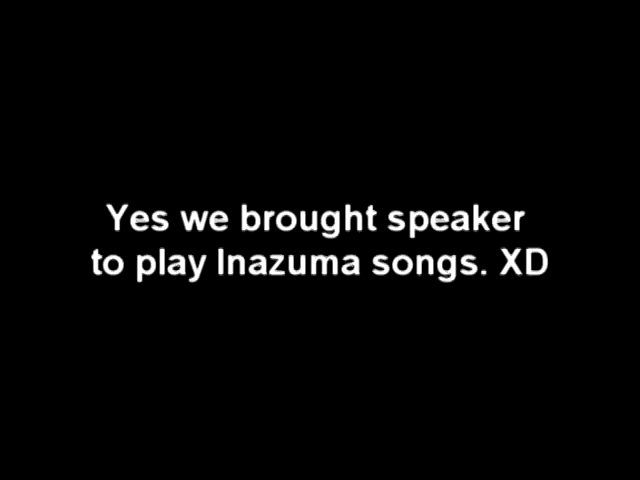 Yes we brought speaker
to play Inazuma songs. XD